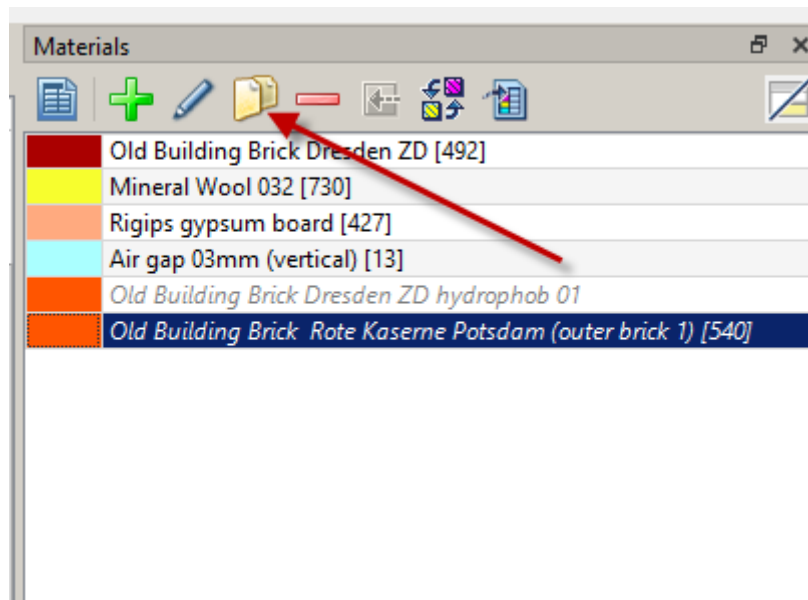 Materials
Old Building Brick Dresden ZD [492]
Mineral Wool 032 [730]
Rigips gypsum board [427]
Air gap 03mm (vertical) [13]
Old Building Brick Dresden ZD hydrophob 01
Old Building Brick  Rote Kaserne Potsdam (outer brick 1) [540]